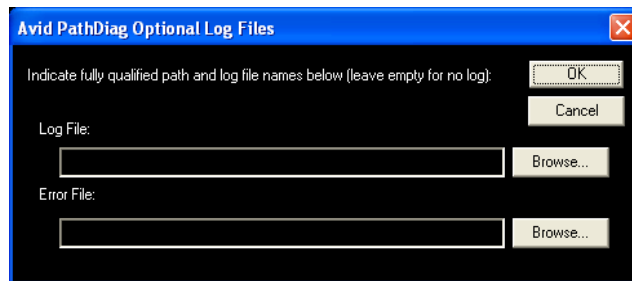 Avid PathDiag Optional Log Files
Indicate fully qualified path and log file names below (leave empty for no log):
OK
Cancel
Log File:
Browse...
Error File:
Browse...